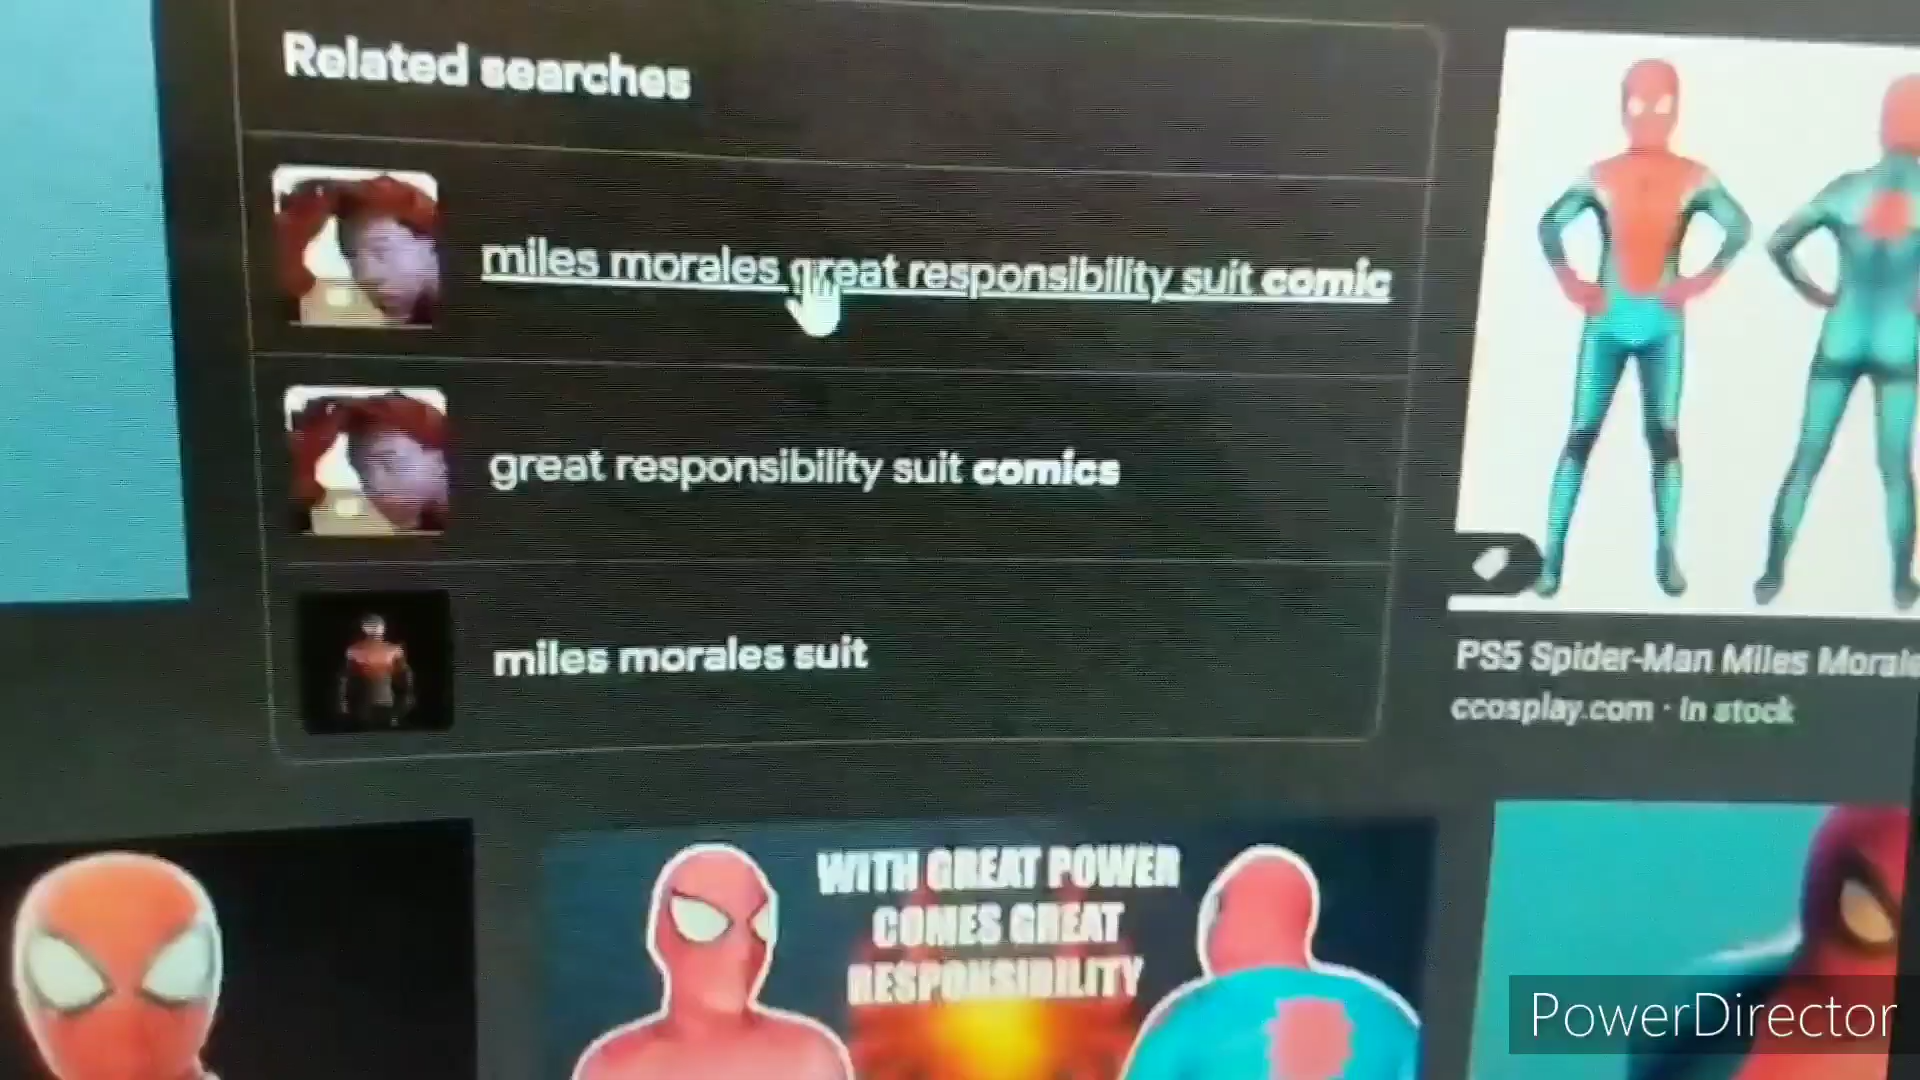 Related searches
miles morales great responsibility suit comic
great responsibility suit comics
miles morales suit
PS5 Spider-Man Miles Morale
ccosplay.com · In stock
WITH GREAT POWER
COMES GREAT
RESPONSIBILITY
PowerDirector